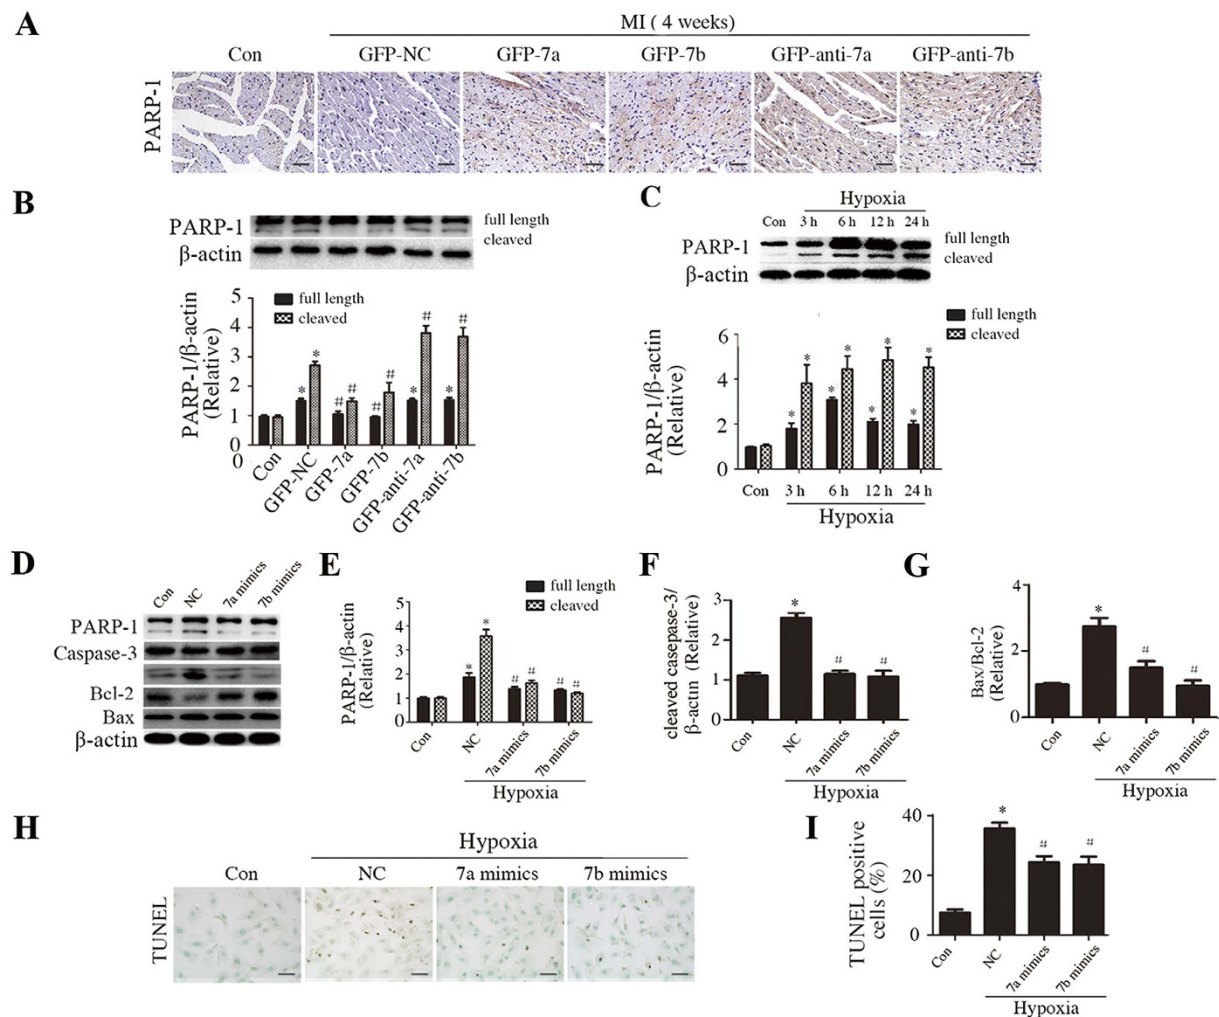 A
MI ( 4 weeks)
Con GFP-NC GFP-7a GFP-7b GFP-anti-7a GFP-anti-7b
PARP-1
B
PARP-1
full length
cleaved
β-actin
full length
cleaved
PARP-1/β-actin
(Relative)
5
4
3
2
1
0
* * # # # # * # * #
Con GFP-NC GFP-7a GFP-7b GFP-anti-7a GFP-anti-7b
C
Hypoxia
Con 3 h 6 h 12 h 24 h
PARP-1
full length
cleaved
β-actin
full length
cleaved
PARP-1/β-actin
(Relative)
6
4
2
0
* * * * * * * *
Con 3 h 6 h 12 h 24 h
Hypoxia
D
Con NC 7a mimics 7b mimics
PARP-1
Caspase-3
Bcl-2
Bax
β-actin
E
full length
cleaved
PARP-1/β-actin
(Relative)
5
4
3
2
1
0
* * # # # #
Con NC 7a mimics 7b mimics
Hypoxia
F
cleaved casepase-3/
β-actin (Relative)
3
2
1
0
* # #
Con NC 7a mimics 7b mimics
Hypoxia
G
Bax/Bcl-2
(Relative)
4
2
0
* # #
Con NC 7a mimics 7b mimics
Hypoxia
H
Hypoxia
Con NC 7a mimics 7b mimics
TUNEL
I
TUNEL positive
cells (%)
40
20
0
* # #
Con NC 7a mimics 7b mimics
Hypoxia